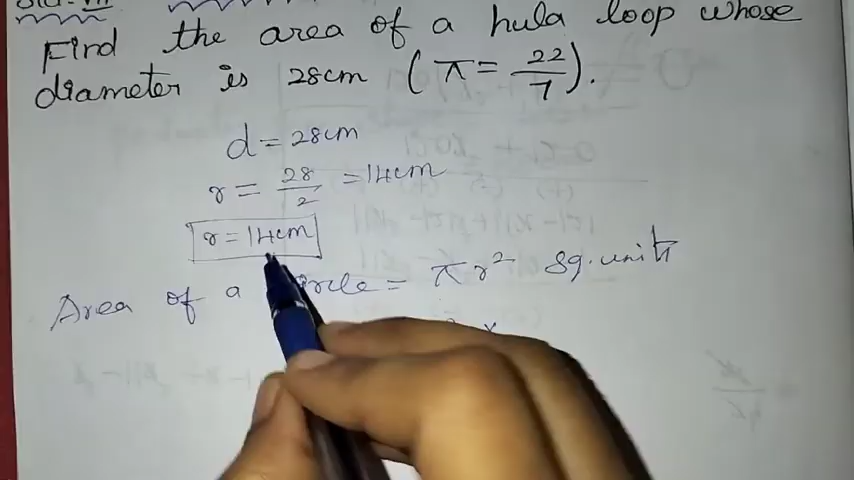 Find the area of a hula loop whose
diameter is 28cm ( π = 22/7 ).
d = 28cm
r = 28/2 = 14cm
r = 14cm
Area of a = πr² sq. units